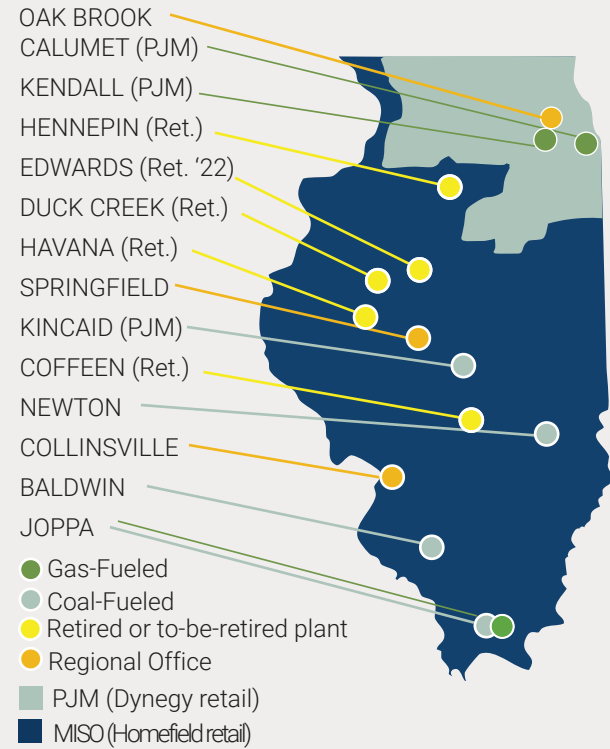 OAK BROOK
CALUMET (PJM)
KENDALL (PJM)
HENNEPIN (Ret.)
EDWARDS (Ret. ‘22)
DUCK CREEK (Ret.)
HAVANA (Ret.)
SPRINGFIELD
KINCAID (PJM)
COFFEEN (Ret.)
NEWTON
COLLINSVILLE
BALDWIN
JOPPA
Gas-Fueled
Coal-Fueled
Retired or to-be-retired plant
Regional Office
PJM (Dynegy retail)
MISO (Homefield retail)